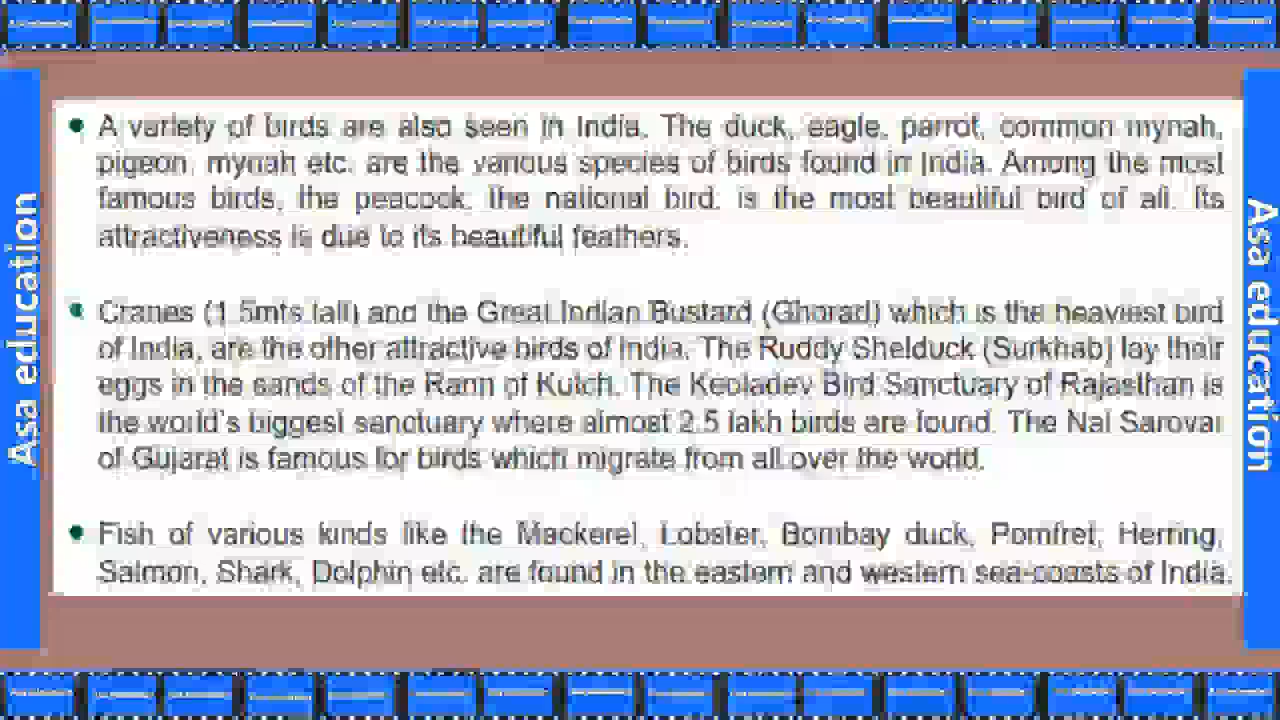 • A variety of birds are also seen in India. The duck, eagle, parrot, common mynah,
pigeon, mynah etc. are the various species of birds found in India. Among the most
famous birds, the peacock, the national bird, is the most beautiful bird of all. Its
attractiveness is due to its beautiful feathers.
• Cranes (1.5mts tall) and the Great Indian Bustard (Ghorad) which is the heaviest bird
of India, are the other attractive birds of India. The Ruddy Shelduck (Surkhab) lay their
eggs in the sands of the Rann of Kutch. The Keoladev Bird Sanctuary of Rajasthan is
the world's biggest sanctuary where almost 2.5 lakh birds are found. The Nal Sarovar
of Gujarat is famous for birds which migrate from all over the world.
• Fish of various kinds like the Mackerel, Lobster, Bombay duck, Pomfret, Herring,
Salmon, Shark, Dolphin etc. are found in the eastern and western sea-coasts of India.
Asa education
Asa education